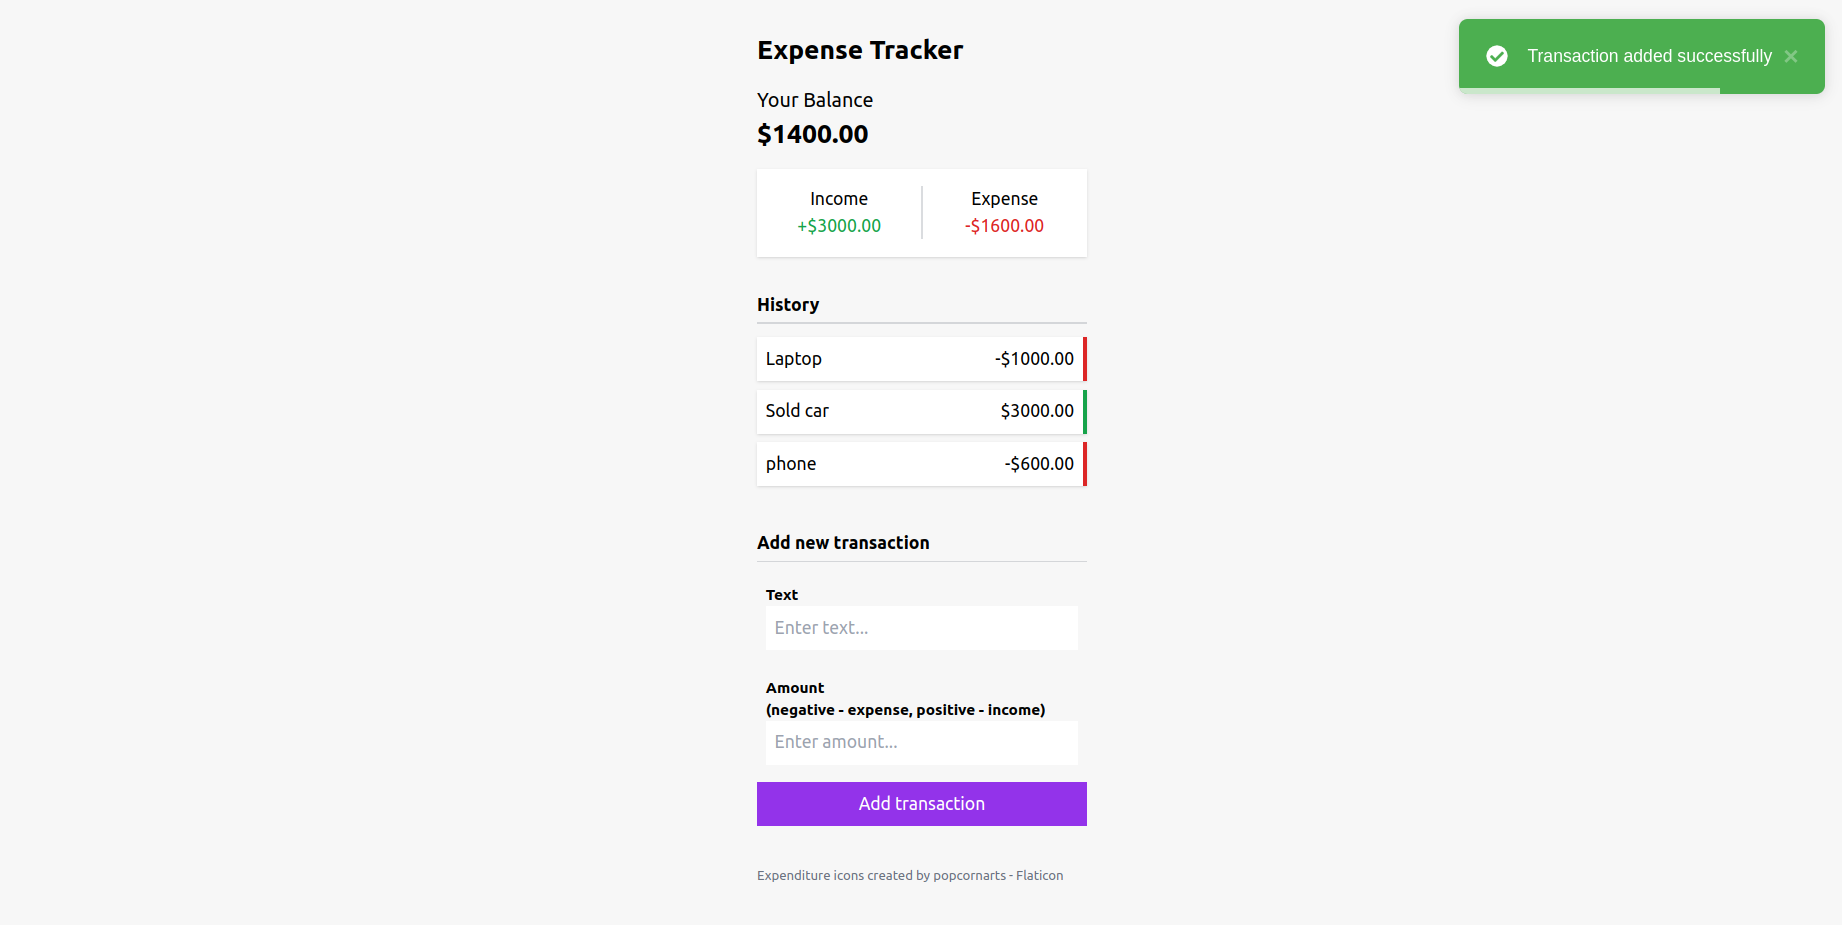 Expense Tracker
Transaction added successfully ×
Your Balance
$1400.00
Income
+$3000.00
Expense
-$1600.00
History
Laptop -$1000.00
Sold car $3000.00
phone -$600.00
Add new transaction
Text
Enter text...
Amount
(negative - expense, positive - income)
Enter amount...
Add transaction
Expenditure icons created by popcornarts - Flaticon